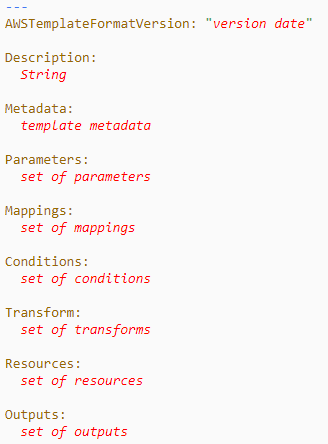 ---
AWSTemplateFormatVersion: "version date"
Description:
String
Metadata:
template metadata
Parameters:
set of parameters
Mappings:
set of mappings
Conditions:
set of conditions
Transform:
set of transforms
Resources:
set of resources
Outputs:
set of outputs